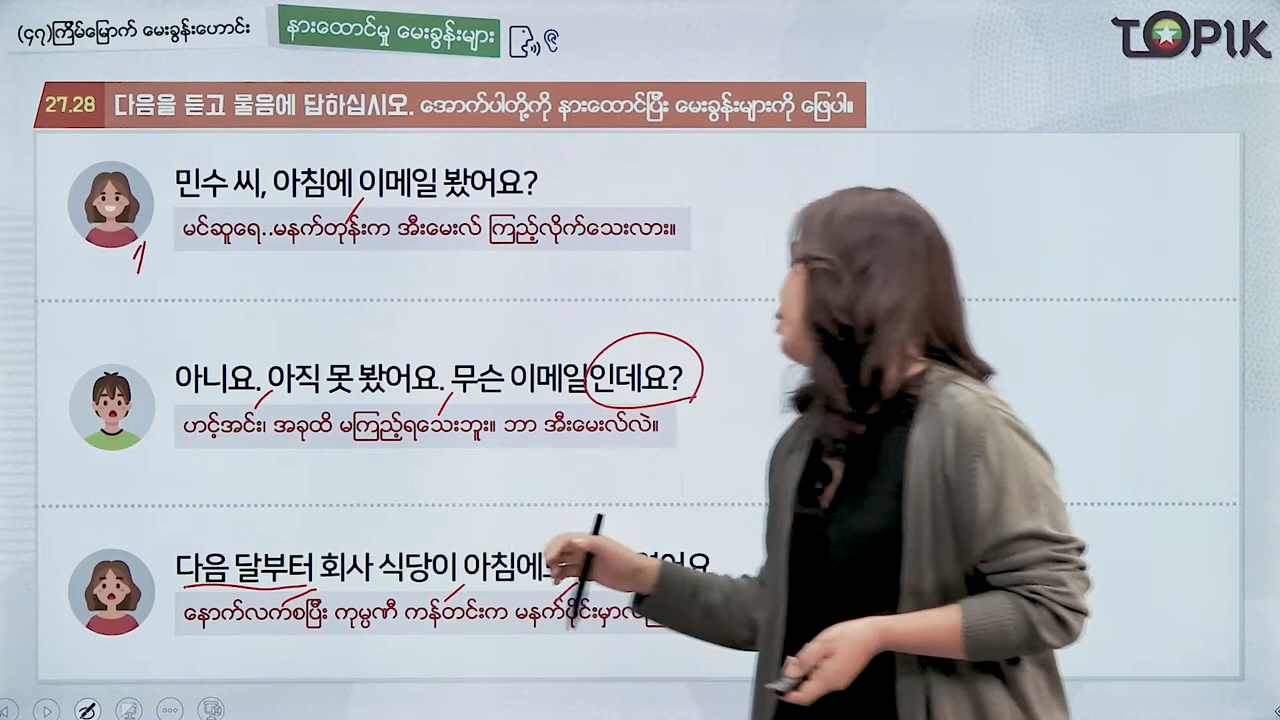 (၄၇)ကြိမ်မြောက် မေးခွန်းဟောင်း
နားထောင်မှု မေးခွန်းများ
TOPIK
27.28 다음을 듣고 물음에 답하십시오. အောက်ပါတို့ကို နားထောင်ပြီး မေးခွန်းများကို ဖြေပါ။
민수 씨, 아침에 이메일 봤어요?
မင်ဆူရေ..မနက်တုန်းက အီးမေးလ် ကြည့်လိုက်သေးလား။
아니요. 아직 못 봤어요. 무슨 이메일인데요?
ဟင့်အင်း၊ အခုထိ မကြည့်ရသေးဘူး။ ဘာ အီးမေးလ်လဲ။
다음 달부터 회사 식당이 아침에
နောက်လကစပြီး ကုမ္ပဏီ ကန်တင်းက မနက်ပိုင်းမှာ